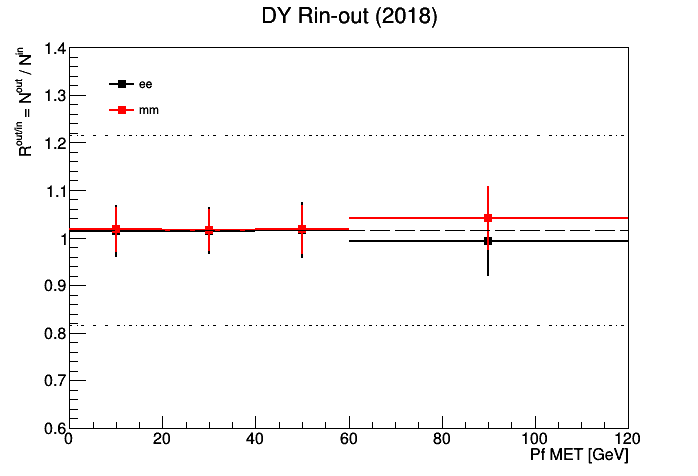 DY Rin-out (2018)
R^out/in = N^out / N^in
1.4
1.3
1.2
1.1
1
0.9
0.8
0.7
0.6
ee
mm
0 20 40 60 80 100 120
Pf MET [GeV]